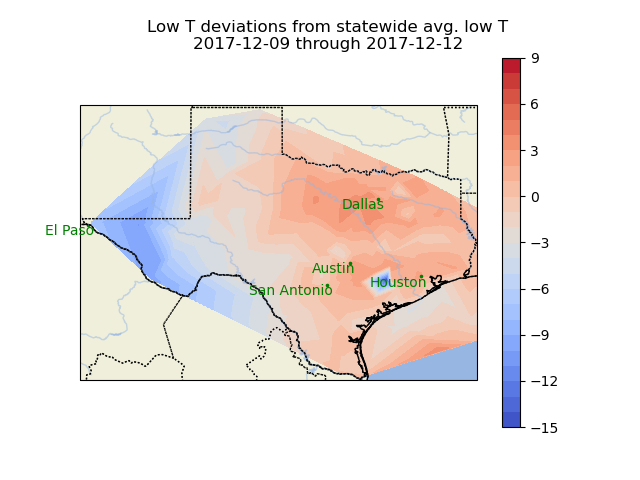 Low T deviations from statewide avg. low T
2017-12-09 through 2017-12-12
9
6
3
0
−3
−6
−9
−12
−15
Dallas
El Paso
Austin
San Antonio
Houston